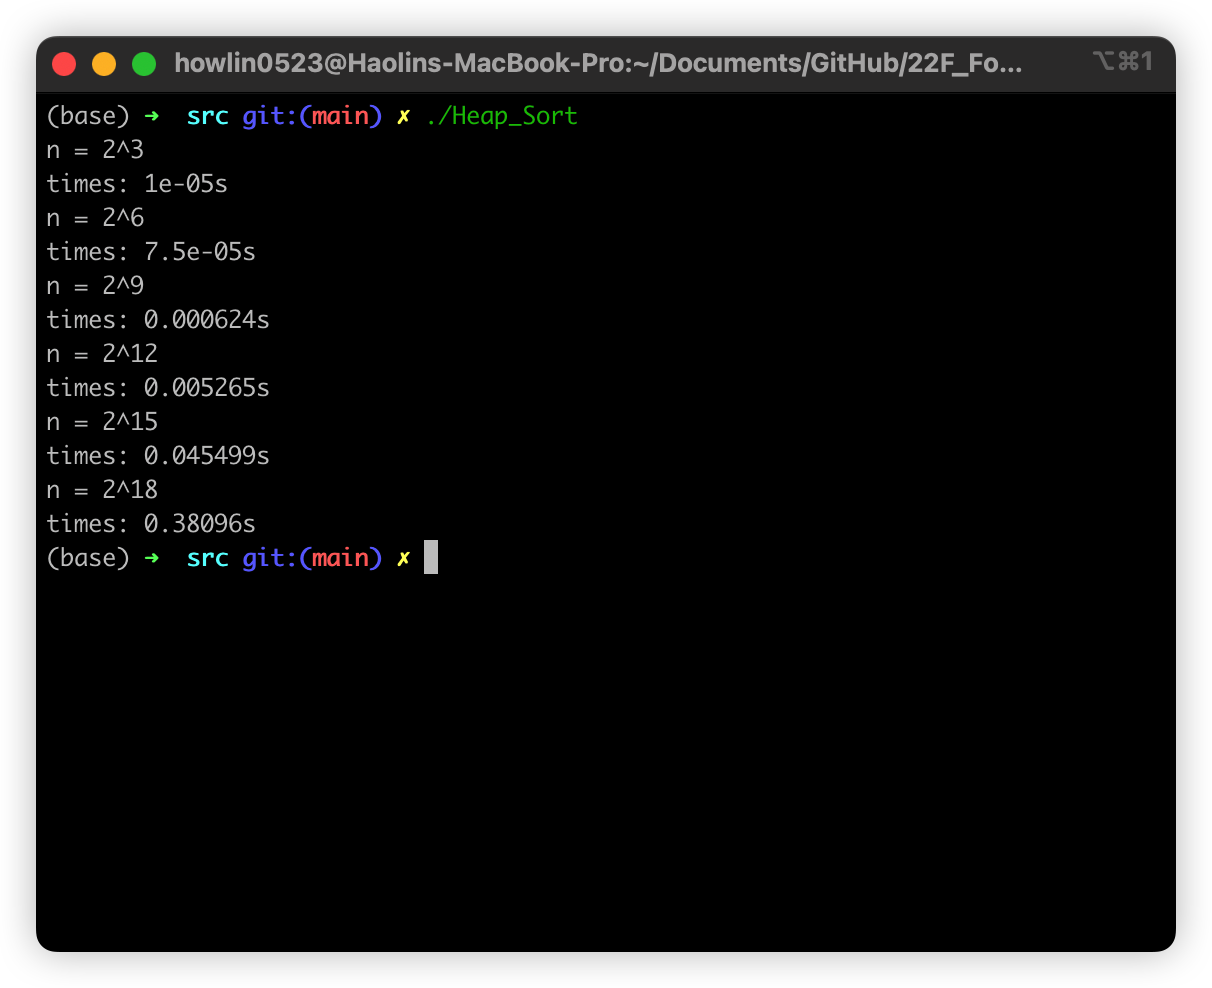 howlin0523@Haolins-MacBook-Pro:~/Documents/GitHub/22F_Fo... ⌥⌘1
(base) ➜  src git:(main) ✗ ./Heap_Sort
n = 2^3
times: 1e-05s
n = 2^6
times: 7.5e-05s
n = 2^9
times: 0.000624s
n = 2^12
times: 0.005265s
n = 2^15
times: 0.045499s
n = 2^18
times: 0.38096s
(base) ➜  src git:(main) ✗